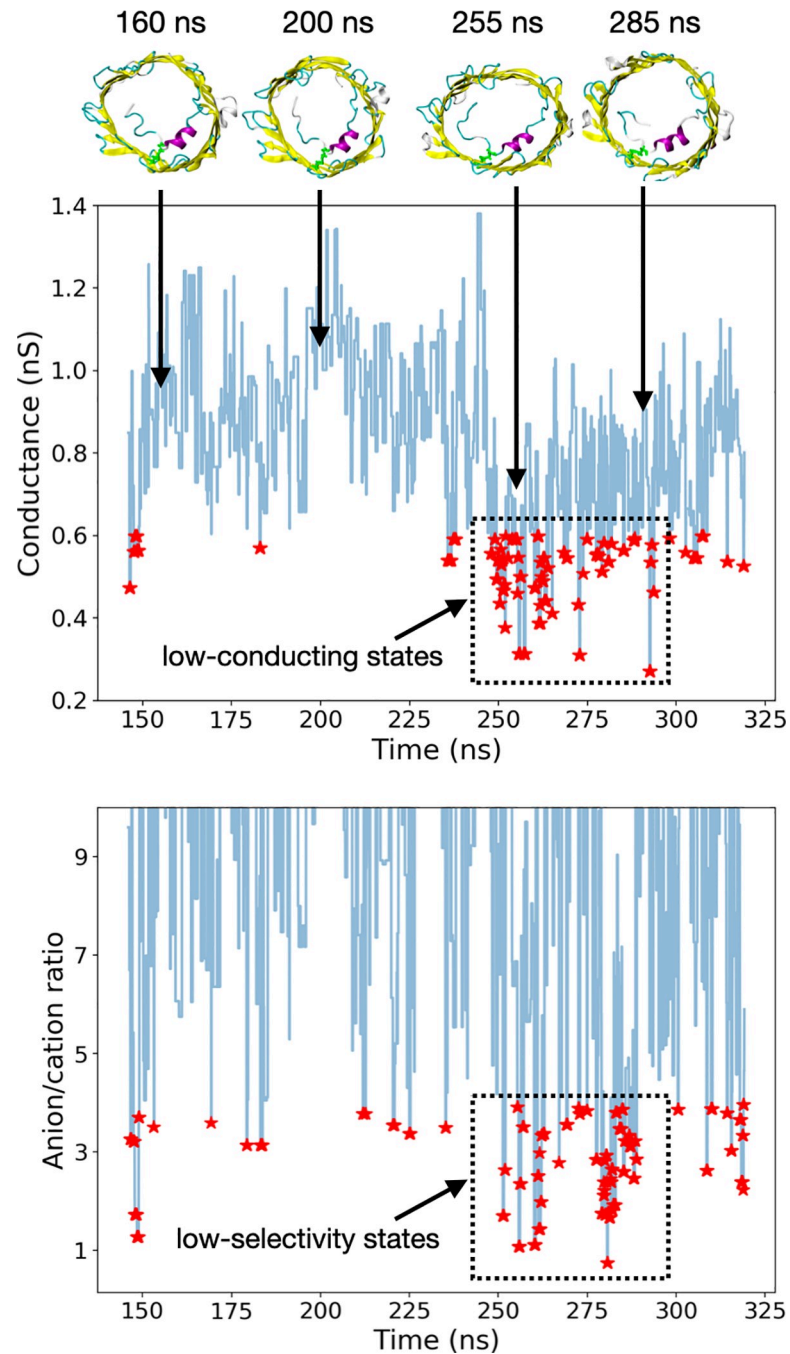 160 ns 200 ns 255 ns 285 ns
1.4
1.2
1.0
0.8
0.6
0.4
0.2
Conductance (nS)
low-conducting states
150 175 200 225 250 275 300 325
Time (ns)
9
7
5
3
1
Anion/cation ratio
low-selectivity states
150 175 200 225 250 275 300 325
Time (ns)